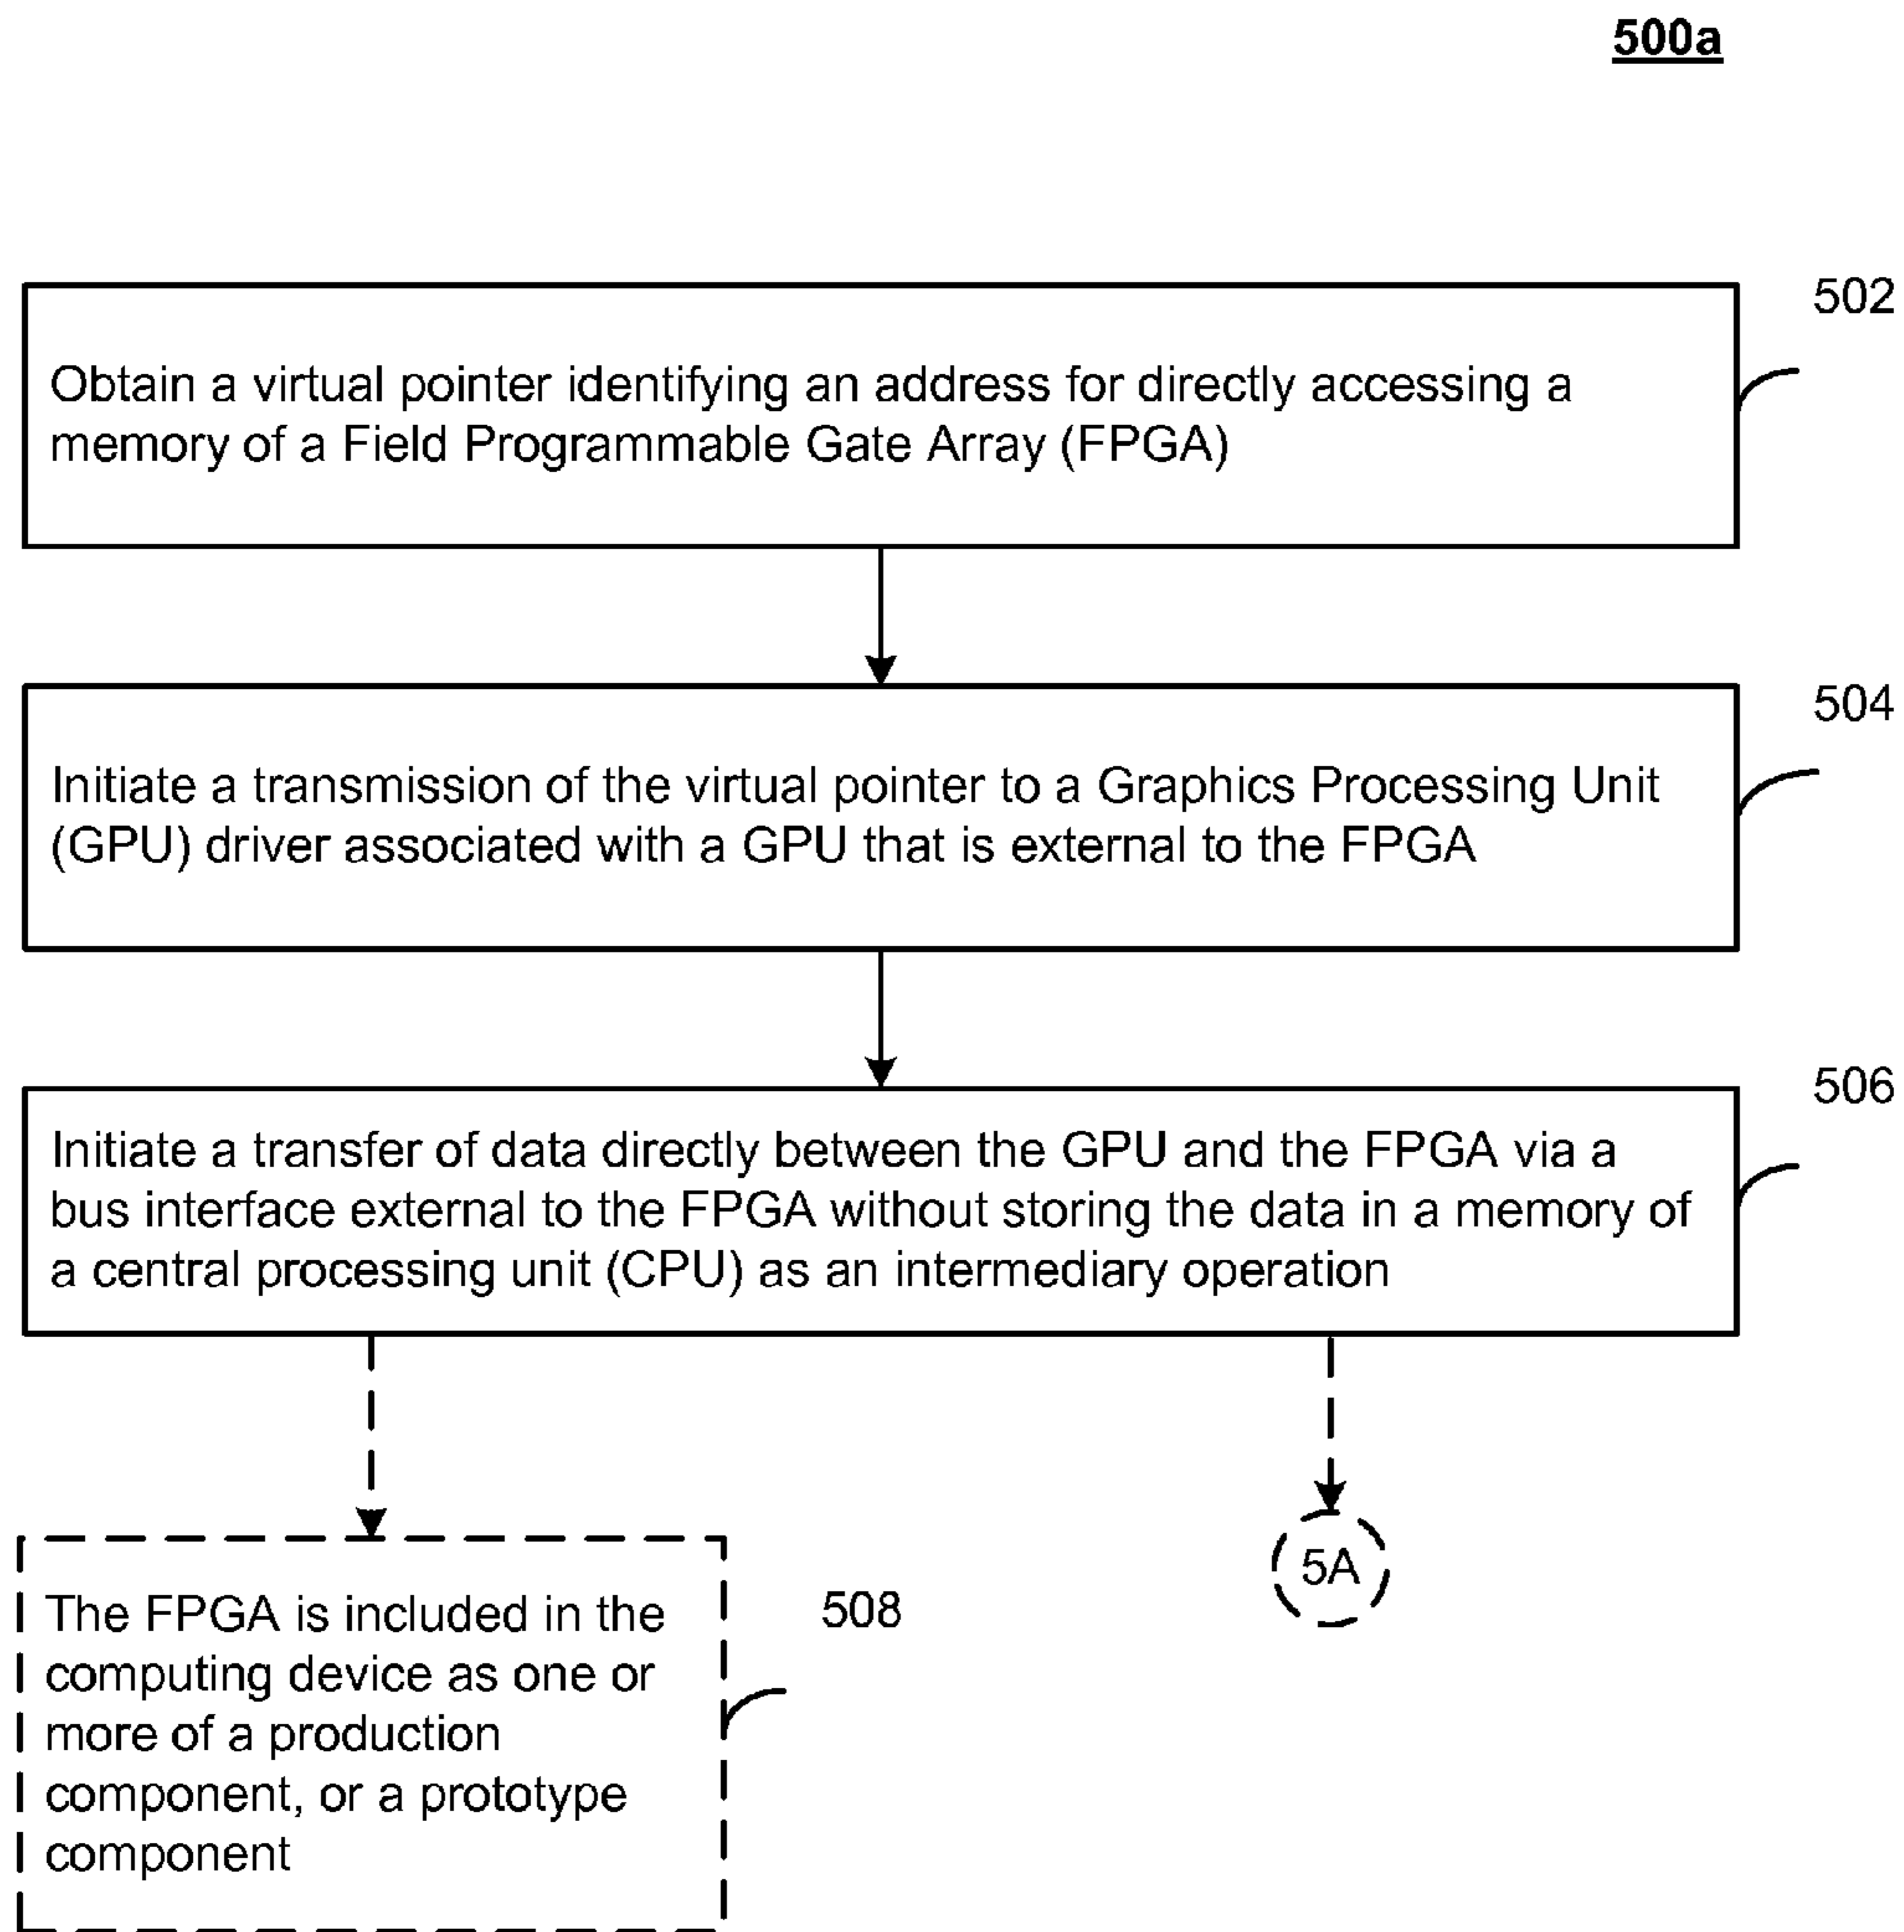 500a
502
Obtain a virtual pointer identifying an address for directly accessing a
memory of a Field Programmable Gate Array (FPGA)
504
Initiate a transmission of the virtual pointer to a Graphics Processing Unit
(GPU) driver associated with a GPU that is external to the FPGA
506
Initiate a transfer of data directly between the GPU and the FPGA via a
bus interface external to the FPGA without storing the data in a memory of
a central processing unit (CPU) as an intermediary operation
5A
The FPGA is included in the
computing device as one or
more of a production
component, or a prototype
component
508